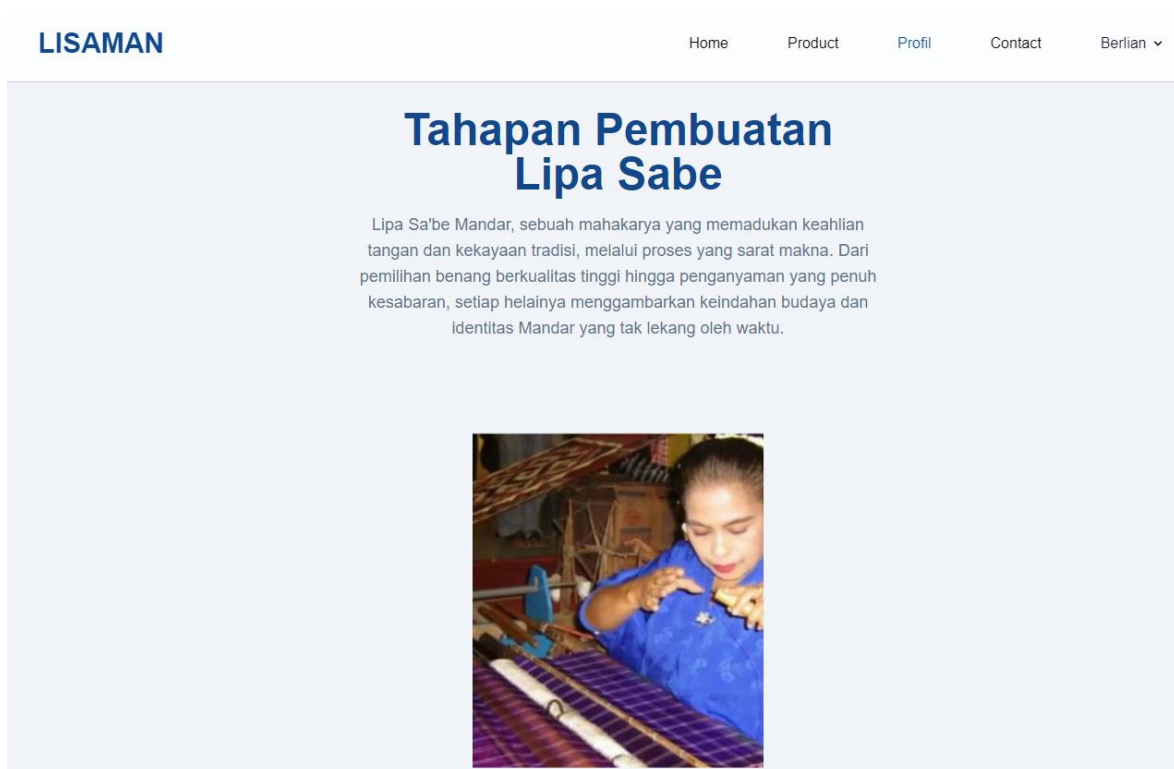 LISAMAN
Home Product Profil Contact Berlian
Tahapan Pembuatan
Lipa Sabe
Lipa Sa'be Mandar, sebuah mahakarya yang memadukan keahlian
tangan dan kekayaan tradisi, melalui proses yang sarat makna. Dari
pemilihan benang berkualitas tinggi hingga penganyaman yang penuh
kesabaran, setiap helainya menggambarkan keindahan budaya dan
identitas Mandar yang tak lekang oleh waktu.